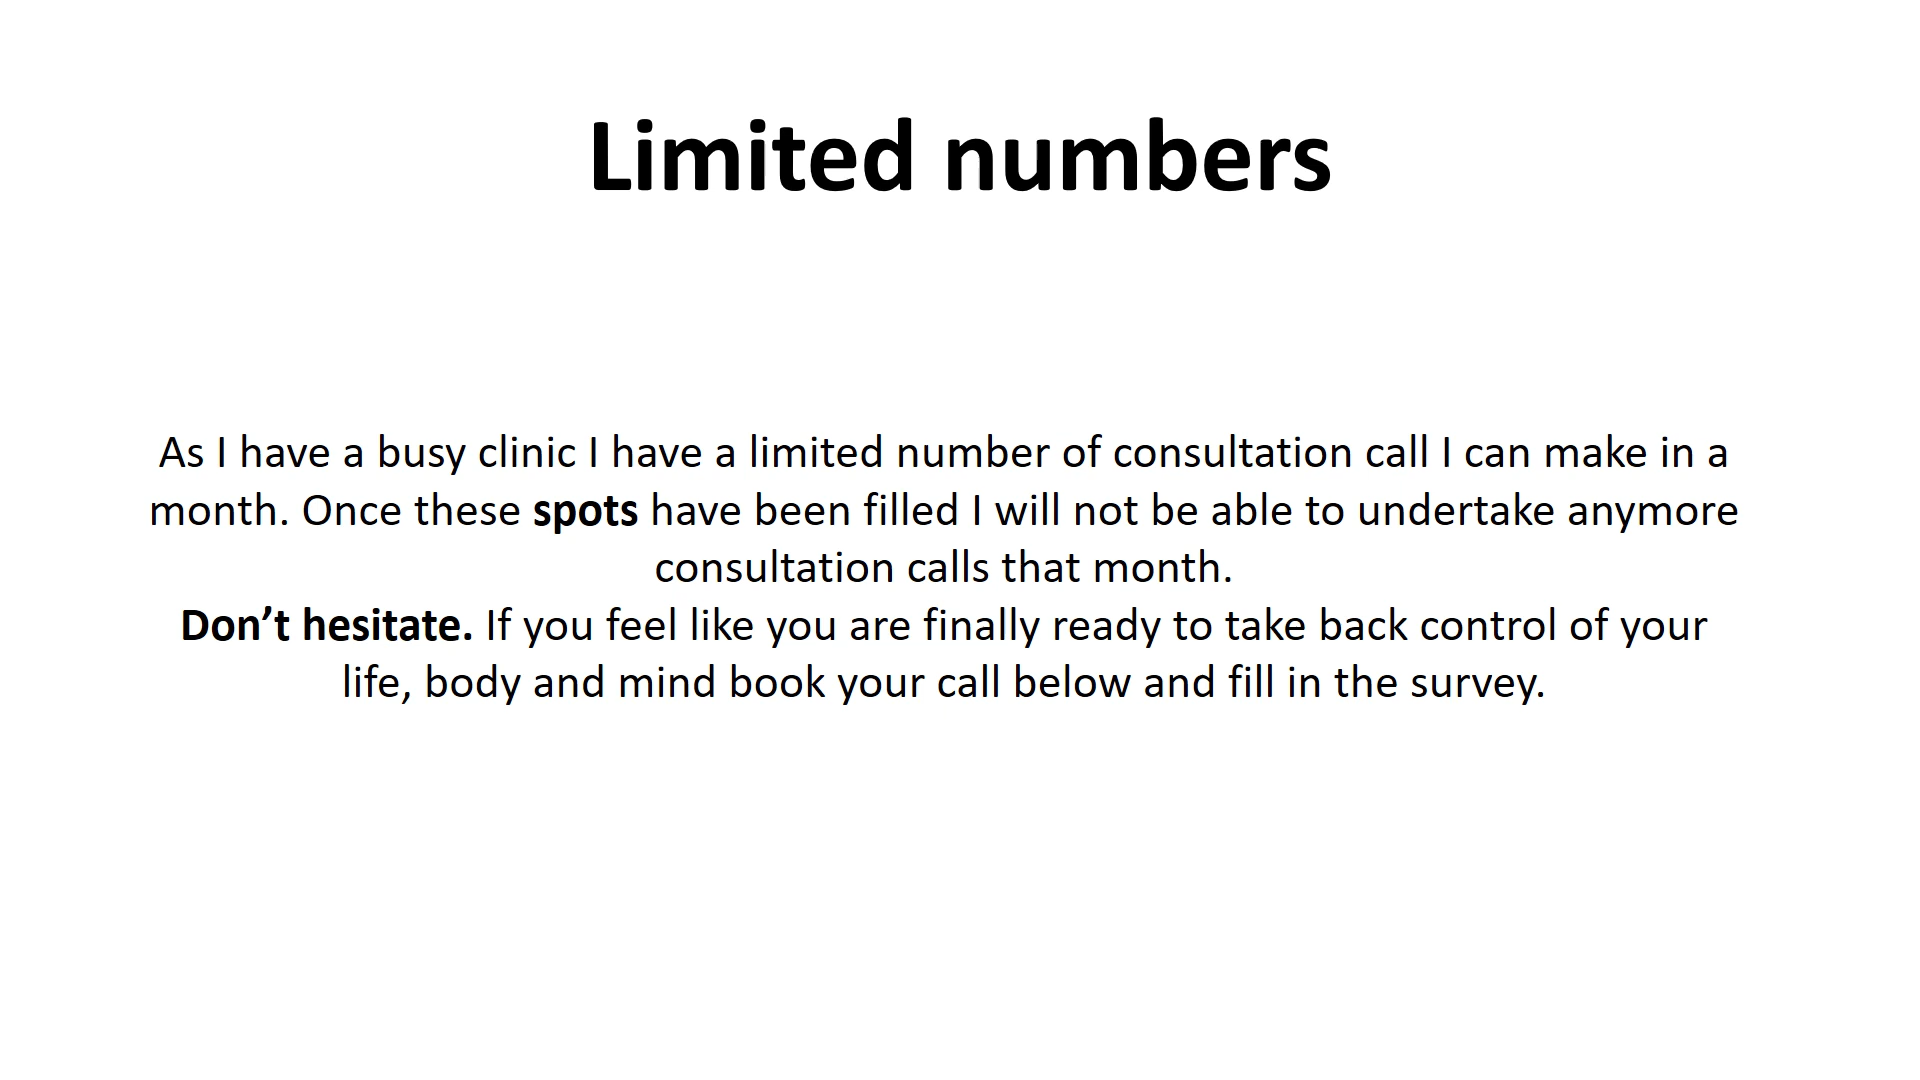 Limited numbers
As I have a busy clinic I have a limited number of consultation call I can make in a
month. Once these spots have been filled I will not be able to undertake anymore
consultation calls that month.
Don’t hesitate. If you feel like you are finally ready to take back control of your
life, body and mind book your call below and fill in the survey.